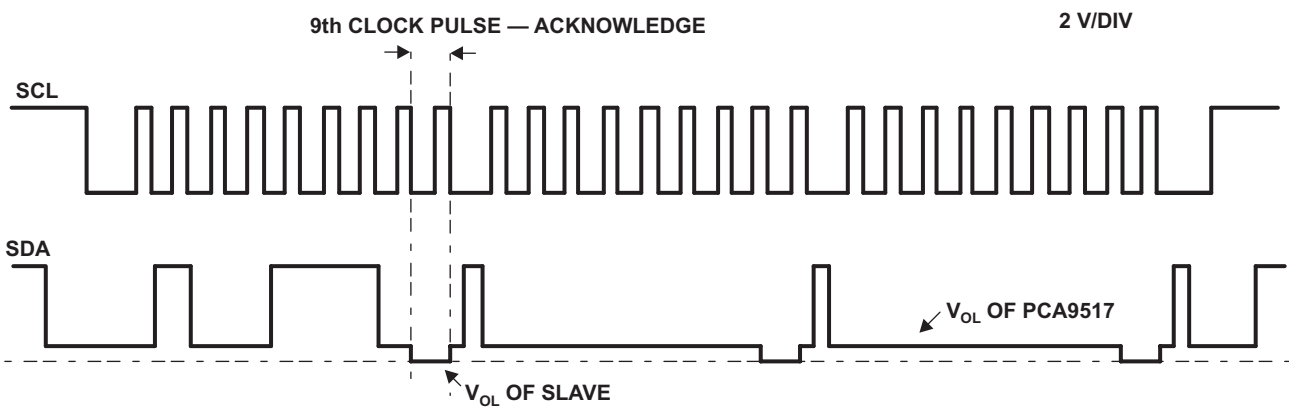 9th CLOCK PULSE — ACKNOWLEDGE
2 V/DIV
SCL
SDA
VOL OF PCA9517
VOL OF SLAVE